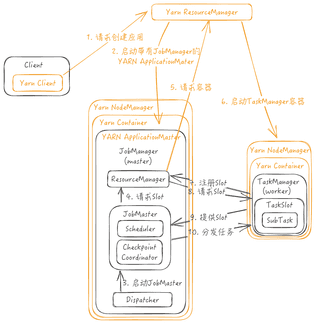 Yarn ResourceManager
1. 请求创建应用
2. 启动带有JobManager的
YARN ApplicationMater
Client
Yarn Client
5. 请求容器
6. 启动TaskManager容器
Yarn NodeManager
Yarn Container
YARN ApplicationMaster
JobManager
(master)
ResourceManager
4. 请求Slot
JobMaster
Scheduler
Checkpoint
Coordinator
3. 启动JobMaster
Dispatcher
7. 注册Slot
8. 请求Slot
9. 提供Slot
10. 分发任务
Yarn NodeManager
Yarn Container
TaskManager
(worker)
TaskSlot
SubTask